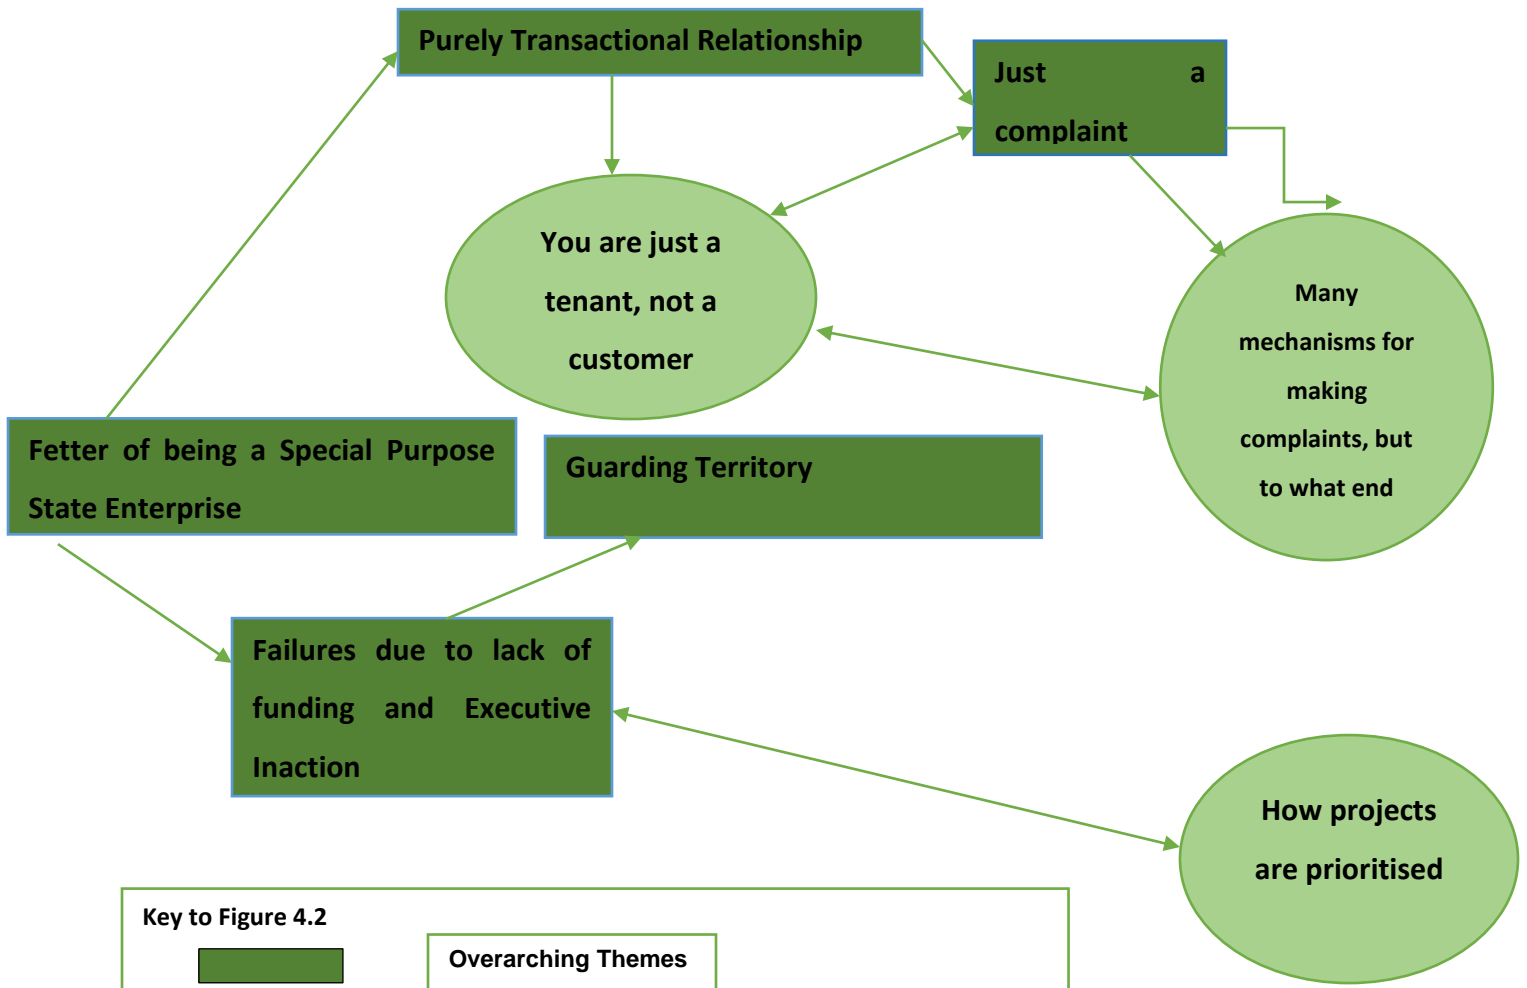 Purely Transactional Relationship
Just a
complaint
You are just a
tenant, not a
customer
Many
mechanisms for
making
complaints, but
to what end
Fetter of being a Special Purpose
State Enterprise
Guarding Territory
Failures due to lack of
funding and Executive
Inaction
How projects
are prioritised
Key to Figure 4.2
Overarching Themes